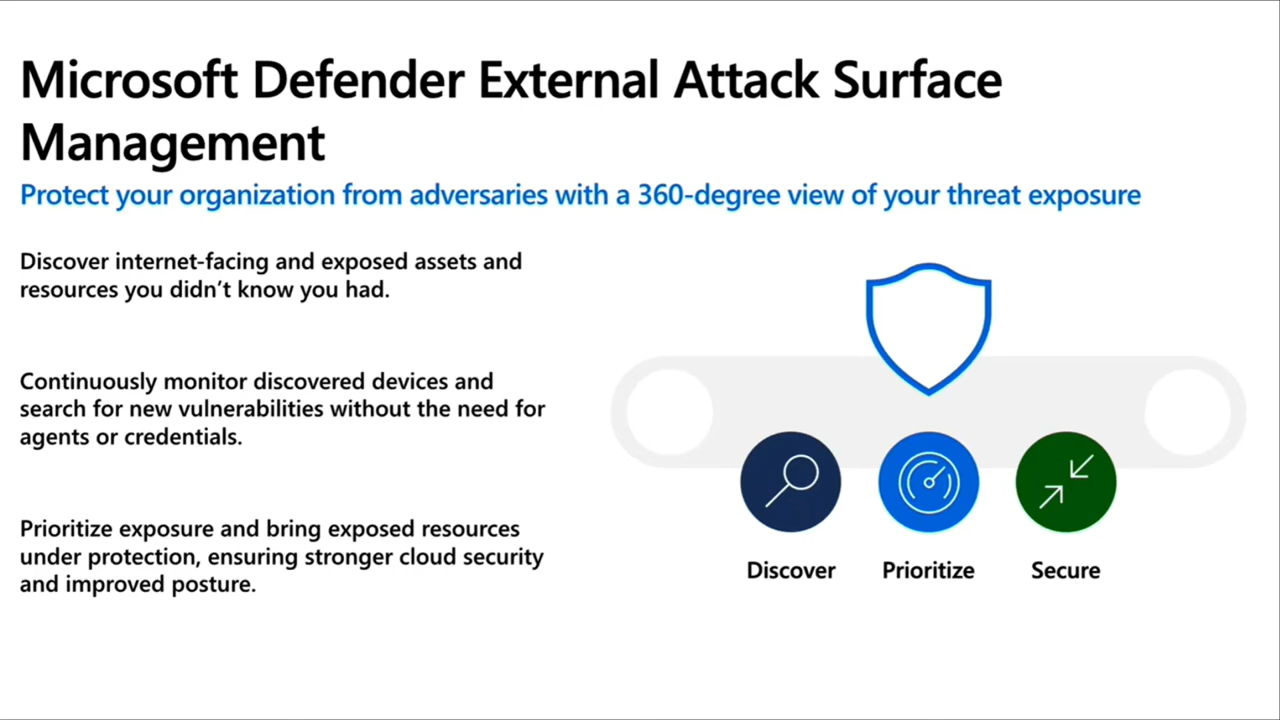 Microsoft Defender External Attack Surface
Management
Protect your organization from adversaries with a 360-degree view of your threat exposure
Discover internet-facing and exposed assets and
resources you didn’t know you had.
Continuously monitor discovered devices and
search for new vulnerabilities without the need for
agents or credentials.
Prioritize exposure and bring exposed resources
under protection, ensuring stronger cloud security
and improved posture.
Discover
Prioritize
Secure